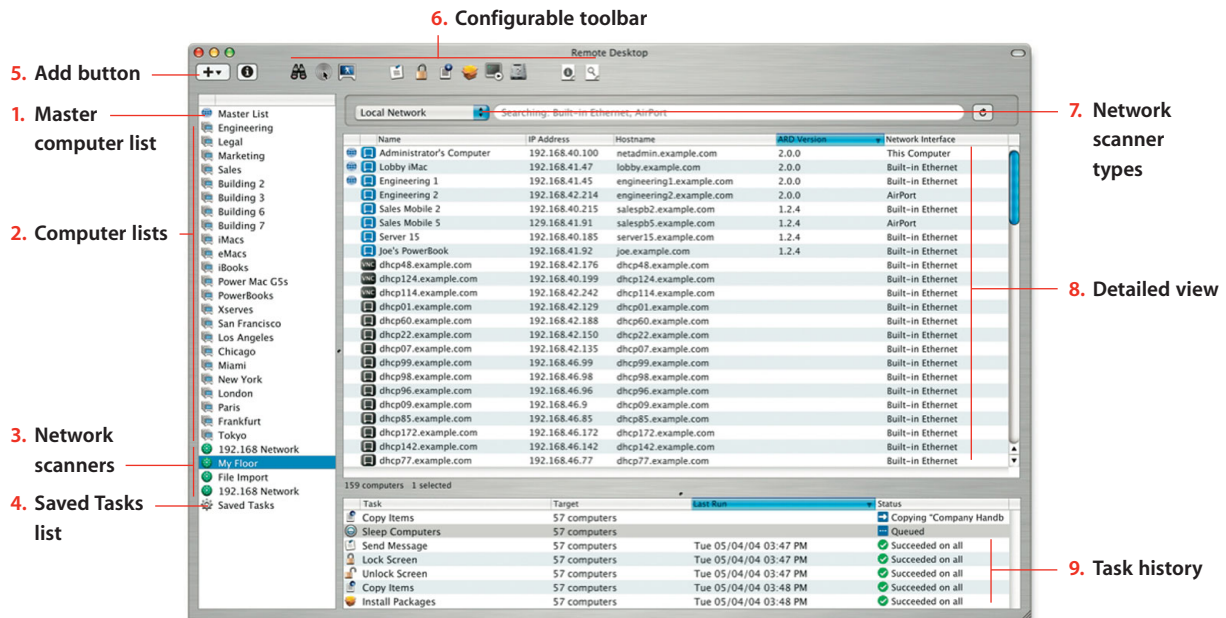 6. Configurable toolbar
Remote Desktop
5. Add button
1. Master
computer list
2. Computer lists
3. Network
scanners
4. Saved Tasks
list
Master List
Engineering
Legal
Marketing
Sales
Building 2
Building 3
Building 6
Building 7
iMacs
eMacs
iBooks
Power Mac G5s
PowerBooks
Xserves
San Francisco
Los Angeles
Chicago
Miami
New York
London
Paris
Frankfurt
Tokyo
192.168 Network
My Floor
File Import
192.168 Network
Saved Tasks
Local Network Searching: Built-in Ethernet, AirPort
Name IP Address Hostname ARD Version Network Interface
Administrator's Computer 192.168.40.100 netadmin.example.com 2.0.0 This Computer
Lobby iMac 192.168.41.47 lobby.example.com 2.0.0 Built-in Ethernet
Engineering 1 192.168.41.45 engineering1.example.com 2.0.0 Built-in Ethernet
Engineering 2 192.168.42.214 engineering2.example.com 2.0.0 AirPort
Sales Mobile 2 192.168.40.215 salespb2.example.com 1.2.4 Built-in Ethernet
Sales Mobile 5 129.168.41.91 salespb5.example.com 1.2.4 AirPort
Server 15 192.168.40.185 server15.example.com 1.2.4 Built-in Ethernet
Joe's PowerBook 192.168.41.92 joe.example.com 1.2.4 Built-in Ethernet
VNC dhcp48.example.com 192.168.42.176 dhcp48.example.com Built-in Ethernet
VNC dhcp124.example.com 192.168.40.199 dhcp124.example.com Built-in Ethernet
VNC dhcp114.example.com 192.168.42.242 dhcp114.example.com Built-in Ethernet
dhcp01.example.com 192.168.42.129 dhcp01.example.com Built-in Ethernet
dhcp60.example.com 192.168.42.188 dhcp60.example.com Built-in Ethernet
dhcp22.example.com 192.168.42.150 dhcp22.example.com Built-in Ethernet
dhcp07.example.com 192.168.42.135 dhcp07.example.com Built-in Ethernet
dhcp99.example.com 192.168.46.99 dhcp99.example.com Built-in Ethernet
dhcp98.example.com 192.168.46.98 dhcp98.example.com Built-in Ethernet
dhcp96.example.com 192.168.46.96 dhcp96.example.com Built-in Ethernet
dhcp09.example.com 192.168.46.9 dhcp09.example.com Built-in Ethernet
dhcp85.example.com 192.168.46.85 dhcp85.example.com Built-in Ethernet
dhcp172.example.com 192.168.46.172 dhcp172.example.com Built-in Ethernet
dhcp142.example.com 192.168.46.142 dhcp142.example.com Built-in Ethernet
dhcp77.example.com 192.168.46.77 dhcp77.example.com Built-in Ethernet
159 computers 1 selected
Task Target Last Run Status
Copy Items 57 computers Copying "Company Handb
Sleep Computers 57 computers Queued
Send Message 57 computers Tue 05/04/04 03:47 PM Succeeded on all
Lock Screen 57 computers Tue 05/04/04 03:47 PM Succeeded on all
Unlock Screen 57 computers Tue 05/04/04 03:47 PM Succeeded on all
Copy Items 57 computers Tue 05/04/04 03:48 PM Succeeded on all
Install Packages 57 computers Tue 05/04/04 03:48 PM Succeeded on all
7. Network
scanner
types
8. Detailed view
9. Task history